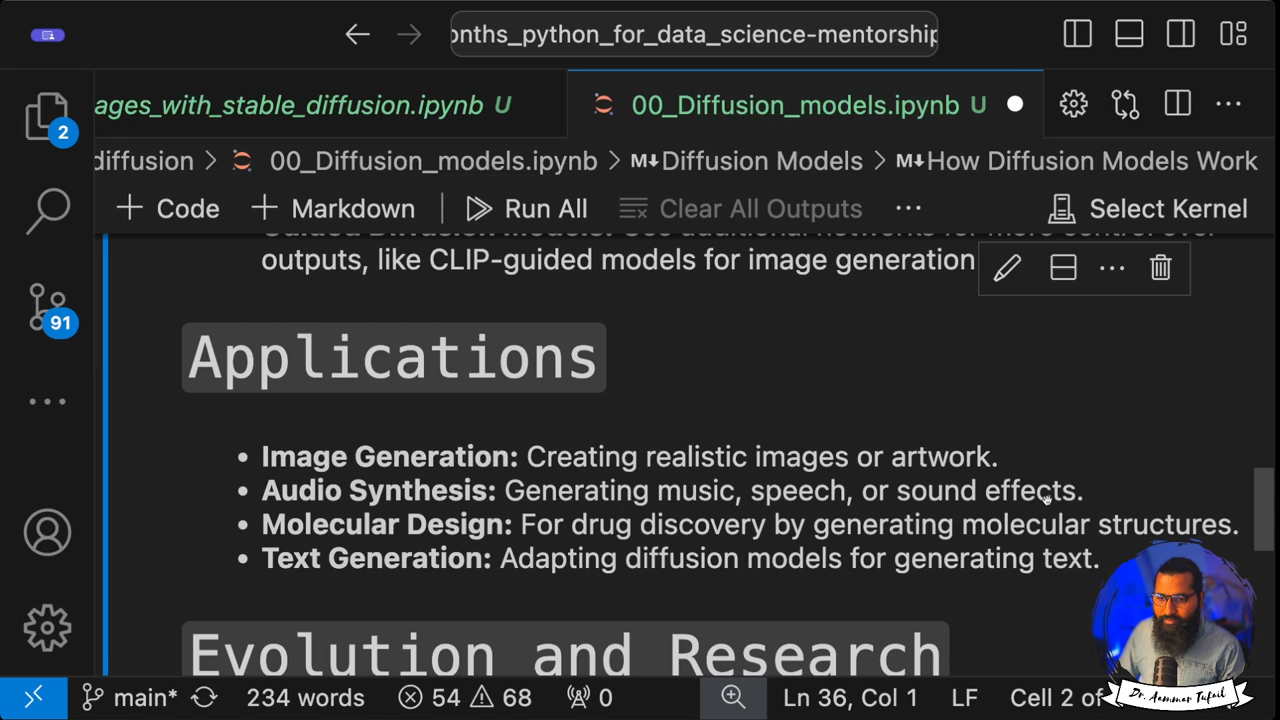 onths_python_for_data_science-mentorship
2
ages_with_stable_diffusion.ipynb U
00_Diffusion_models.ipynb U
diffusion > 00_Diffusion_models.ipynb > M↓Diffusion Models > M↓How Diffusion Models Work
+ Code + Markdown Run All Clear All Outputs ... Select Kernel
outputs, like CLIP-guided models for image generation
91
Applications
• Image Generation: Creating realistic images or artwork.
• Audio Synthesis: Generating music, speech, or sound effects.
• Molecular Design: For drug discovery by generating molecular structures.
• Text Generation: Adapting diffusion models for generating text.
Evolution and Research
Dr. Aammar Tufail
main* 234 words 54 68 0 Ln 36, Col 1 LF Cell 2 of